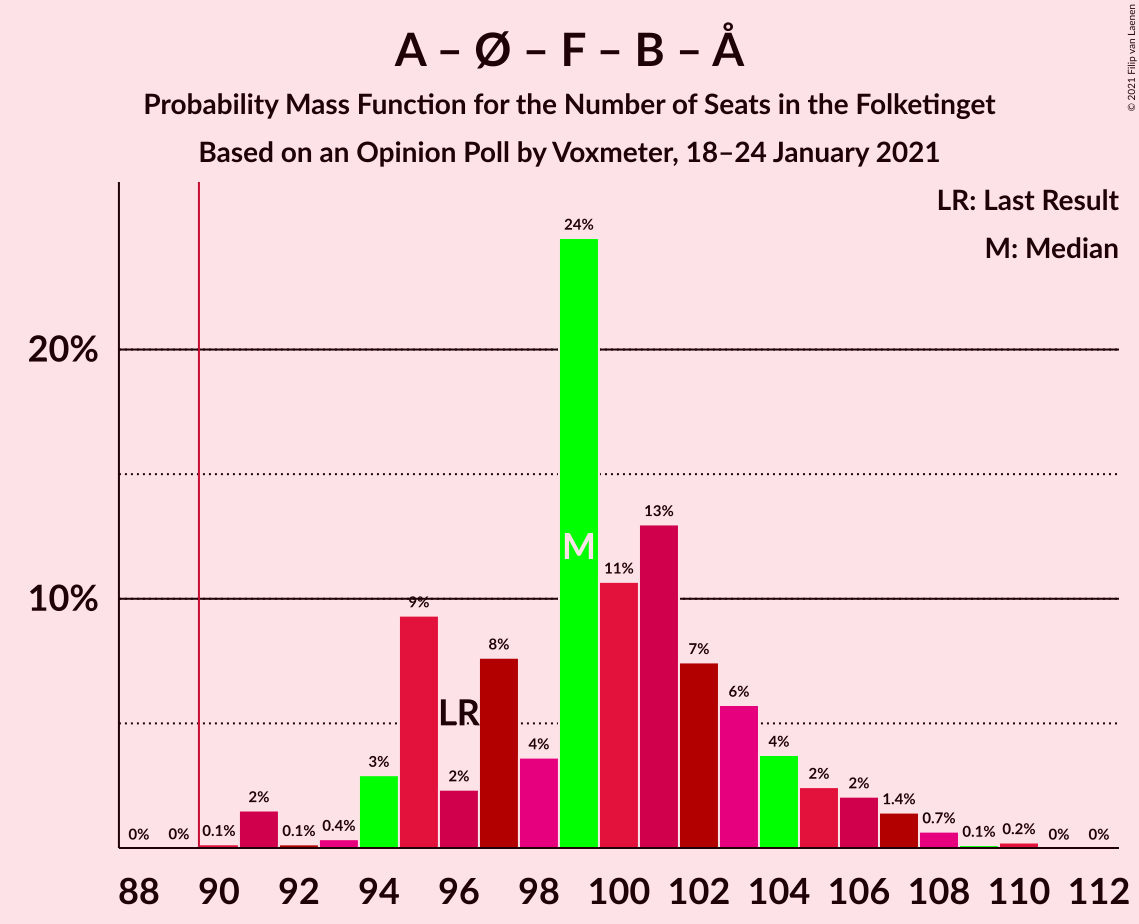 A – Ø – F – B – Å
Probability Mass Function for the Number of Seats in the Folketinget
Based on an Opinion Poll by Voxmeter, 18–24 January 2021
© 2021 Filip van Laenen
LR: Last Result
M: Median
20%
10%
0% 0% 0.1% 2% 0.1% 0.4% 3% 9% 2% 8% 4% 24% 11% 13% 7% 6% 4% 2% 2% 1.4% 0.7% 0.1% 0.2% 0% 0%
LR
M
88 90 92 94 96 98 100 102 104 106 108 110 112